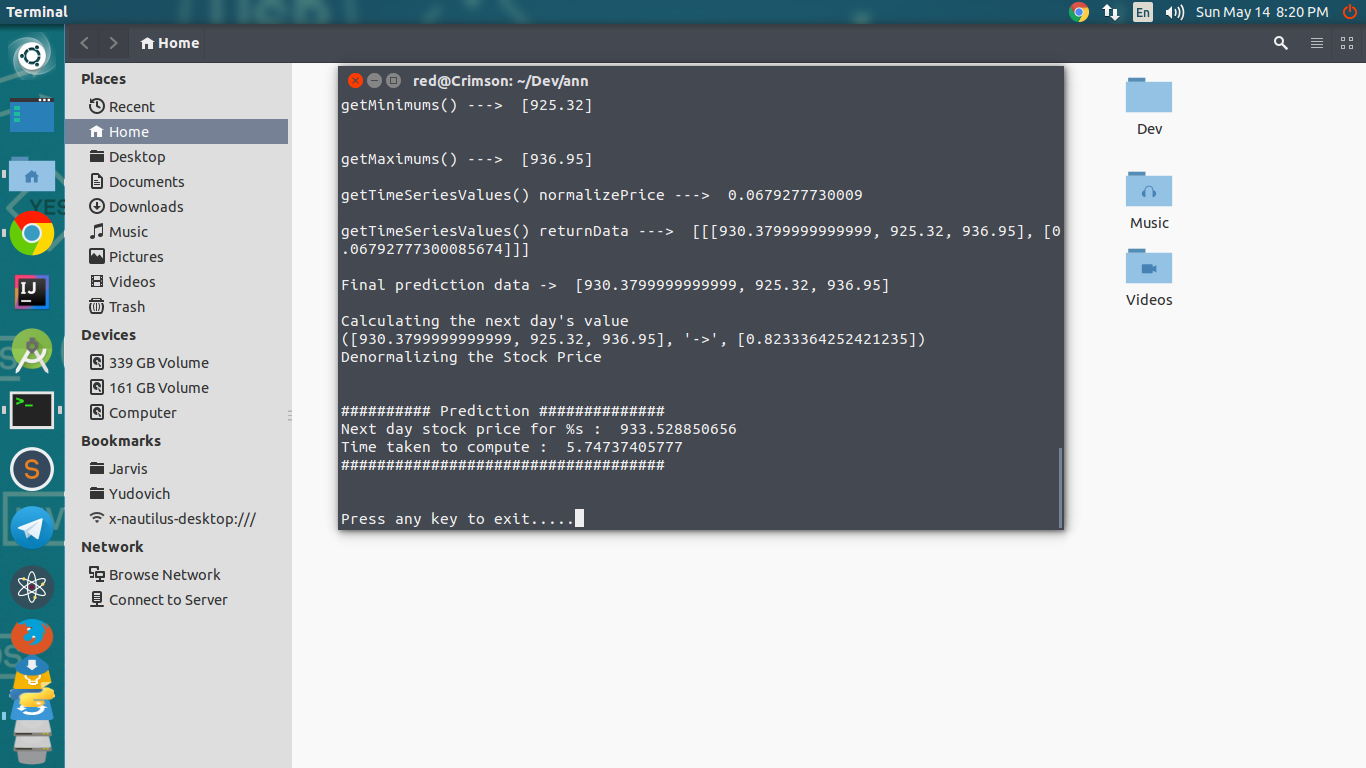 Terminal
En
Sun May 14 8:20 PM
Home
Places
Recent
Home
Desktop
Documents
Downloads
Music
Pictures
Videos
Trash
Devices
339 GB Volume
161 GB Volume
Computer
Bookmarks
Jarvis
Yudovich
x-nautilus-desktop:///
Network
Browse Network
Connect to Server
red@Crimson: ~/Dev/ann
getMinimums() --->  [925.32]
getMaximums() --->  [936.95]
getTimeSeriesValues() normalizePrice --->  0.0679277730009
getTimeSeriesValues() returnData --->  [[[930.3799999999999, 925.32, 936.95], [0
.06792777300085674]]]
Final prediction data ->  [930.3799999999999, 925.32, 936.95]
Calculating the next day's value
([930.3799999999999, 925.32, 936.95], '->', [0.8233364252421235])
Denormalizing the Stock Price
########## Prediction ##############
Next day stock price for %s :  933.528850656
Time taken to compute :  5.74737405777
####################################
Press any key to exit.....
Dev
Music
Videos
YES
IJ
>_
S